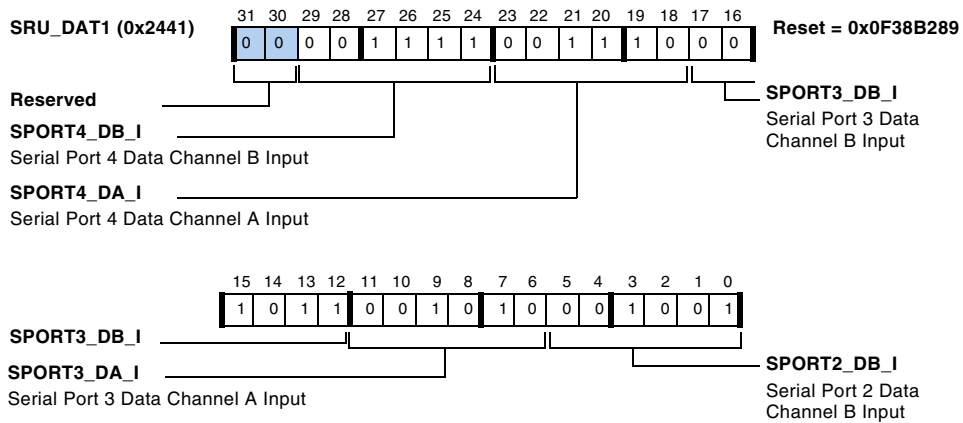 31 30 29 28 27 26 25 24 23 22 21 20 19 18 17 16
SRU_DAT1 (0x2441)
0 0 0 0 1 1 1 1 0 0 1 1 1 0 0 0
Reset = 0x0F38B289
Reserved
SPORT4_DB_I
Serial Port 4 Data Channel B Input
SPORT4_DA_I
Serial Port 4 Data Channel A Input
SPORT3_DB_I
Serial Port 3 Data
Channel B Input
15 14 13 12 11 10 9 8 7 6 5 4 3 2 1 0
1 0 1 1 0 0 1 0 1 0 0 0 1 0 0 1
SPORT3_DB_I
SPORT3_DA_I
Serial Port 3 Data Channel A Input
SPORT2_DB_I
Serial Port 2 Data
Channel B Input